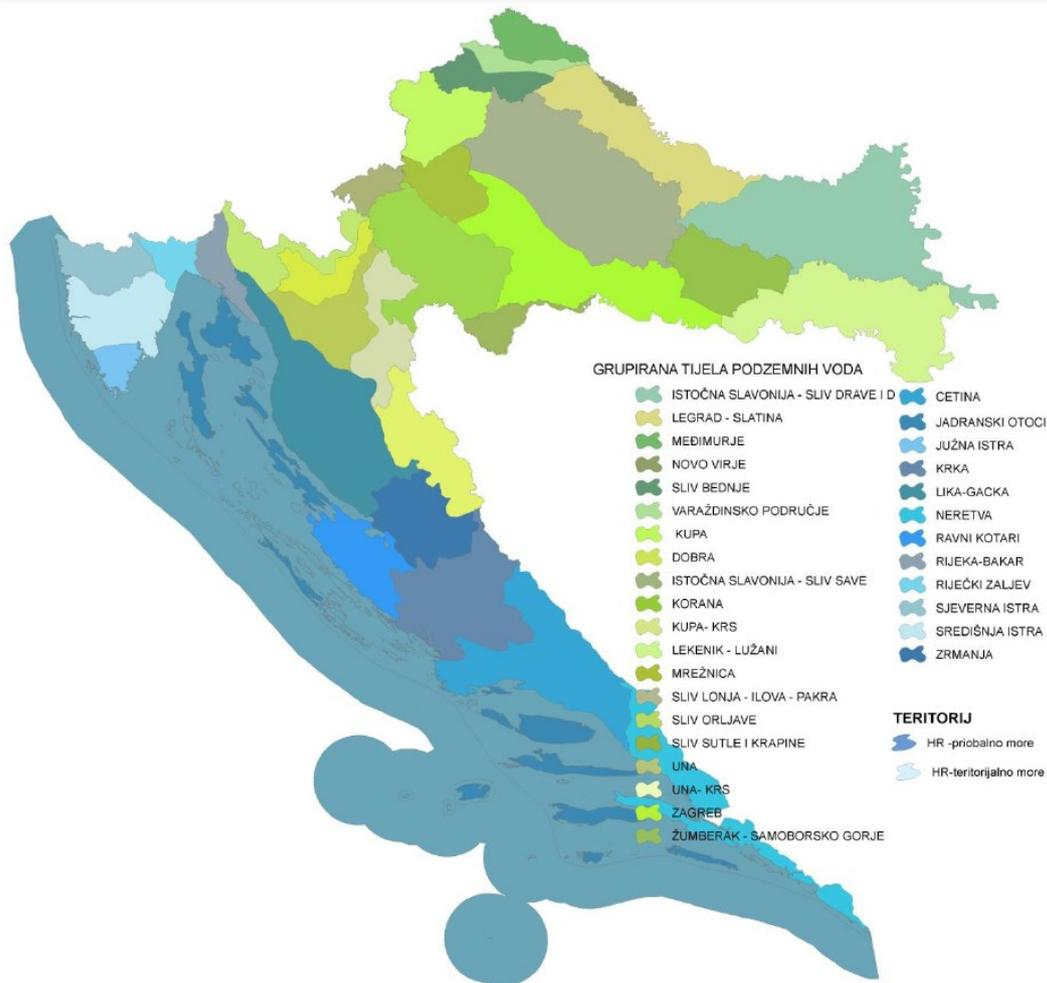 GRUPIRANA TIJELA PODZEMNIH VODA
ISTOČNA SLAVONIJA - SLIV DRAVE I D
LEGRAD - SLATINA
MEĐIMURJE
NOVO VIRJE
SLIV BEDNJE
VARAŽDINSKO PODRUČJE
KUPA
DOBRA
ISTOČNA SLAVONIJA - SLIV SAVE
KORANA
KUPA- KRS
LEKENIK - LUŽANI
MREŽNICA
SLIV LONJA - ILOVA - PAKRA
SLIV ORLJAVE
SLIV SUTLE I KRAPINE
UNA
UNA- KRS
ZAGREB
ŽUMBERAK - SAMOBORSKO GORJE
CETINA
JADRANSKI OTOCI
JUŽNA ISTRA
KRKA
LIKA-GACKA
NERETVA
RAVNI KOTARI
RIJEKA-BAKAR
RIJEČKI ZALJEV
SJEVERNA ISTRA
SREDIŠNJA ISTRA
ZRMANJA
TERITORIJ
HR -priobalno more
HR-teritorijalno more